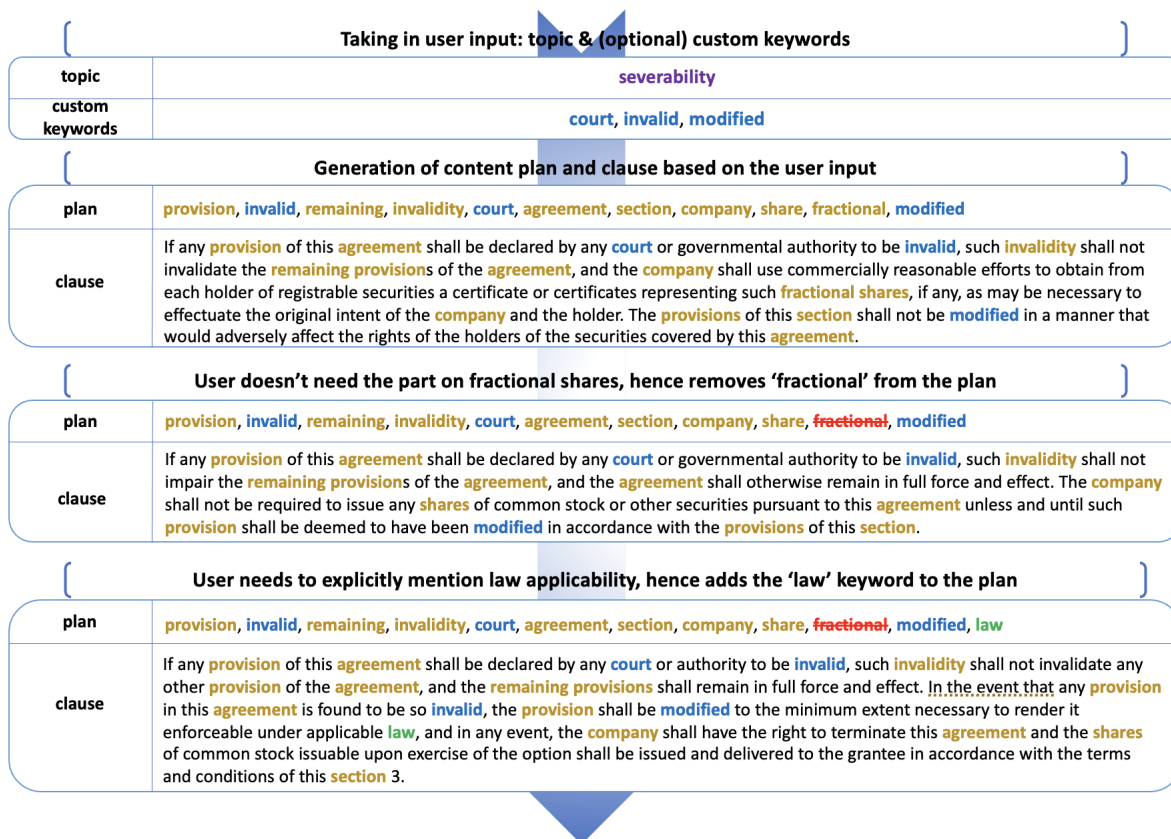 Taking in user input: topic & (optional) custom keywords
topic
severability
custom
keywords
court, invalid, modified
Generation of content plan and clause based on the user input
plan
provision, invalid, remaining, invalidity, court, agreement, section, company, share, fractional, modified
clause
If any provision of this agreement shall be declared by any court or governmental authority to be invalid, such invalidity shall not
invalidate the remaining provisions of the agreement, and the company shall use commercially reasonable efforts to obtain from
each holder of registrable securities a certificate or certificates representing such fractional shares, if any, as may be necessary to
effectuate the original intent of the company and the holder. The provisions of this section shall not be modified in a manner that
would adversely affect the rights of the holders of the securities covered by this agreement.
User doesn't need the part on fractional shares, hence removes 'fractional' from the plan
plan
provision, invalid, remaining, invalidity, court, agreement, section, company, share, fractional, modified
clause
If any provision of this agreement shall be declared by any court or governmental authority to be invalid, such invalidity shall not
impair the remaining provisions of the agreement, and the agreement shall otherwise remain in full force and effect. The company
shall not be required to issue any shares of common stock or other securities pursuant to this agreement unless and until such
provision shall be deemed to have been modified in accordance with the provisions of this section.
User needs to explicitly mention law applicability, hence adds the 'law' keyword to the plan
plan
provision, invalid, remaining, invalidity, court, agreement, section, company, share, fractional, modified, law
clause
If any provision of this agreement shall be declared by any court or authority to be invalid, such invalidity shall not invalidate any
other provision of the agreement, and the remaining provisions shall remain in full force and effect. In the event that any provision
in this agreement is found to be so invalid, the provision shall be modified to the minimum extent necessary to render it
enforceable under applicable law, and in any event, the company shall have the right to terminate this agreement and the shares
of common stock issuable upon exercise of the option shall be issued and delivered to the grantee in accordance with the terms
and conditions of this section 3.